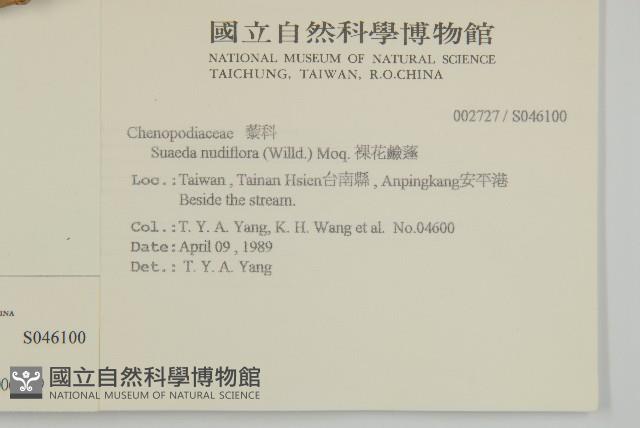 國立自然科學博物館
NATIONAL MUSEUM OF NATURAL SCIENCE
TAICHUNG, TAIWAN, R.O.CHINA
002727 / S046100
Chenopodiaceae 藜科
Suaeda nudiflora (Willd.) Moq. 裸花鹼蓬
Loc.:Taiwan , Tainan Hsien台南縣 , Anpingkang安平港
Beside the stream.
Col.:T. Y. A. Yang, K. H. Wang et al. No.04600
Date:April 09 , 1989
Det.: T. Y. A. Yang
INA
S046100
國立自然科學博物館
NATIONAL MUSEUM OF NATURAL SCIENCE